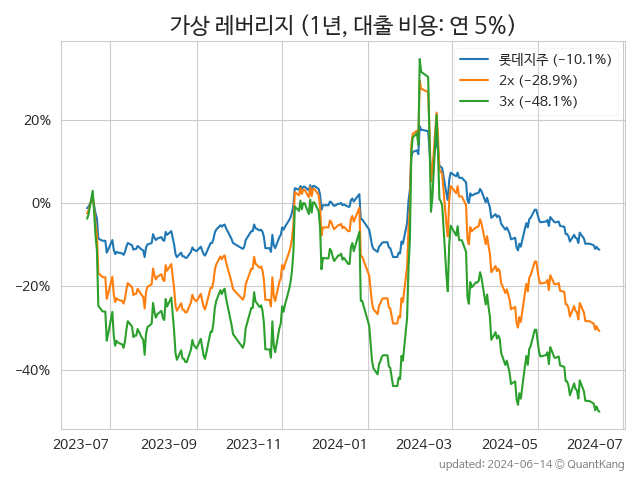 가상 레버리지 (1년, 대출 비용: 연 5%)
롯데지주 (−10.1%)
2x (−28.9%)
3x (−48.1%)
20%
0%
−20%
−40%
2023−07 2023−09 2023−11 2024−01 2024−03 2024−05 2024−07
updated: 2024−06−14 © QuantKang